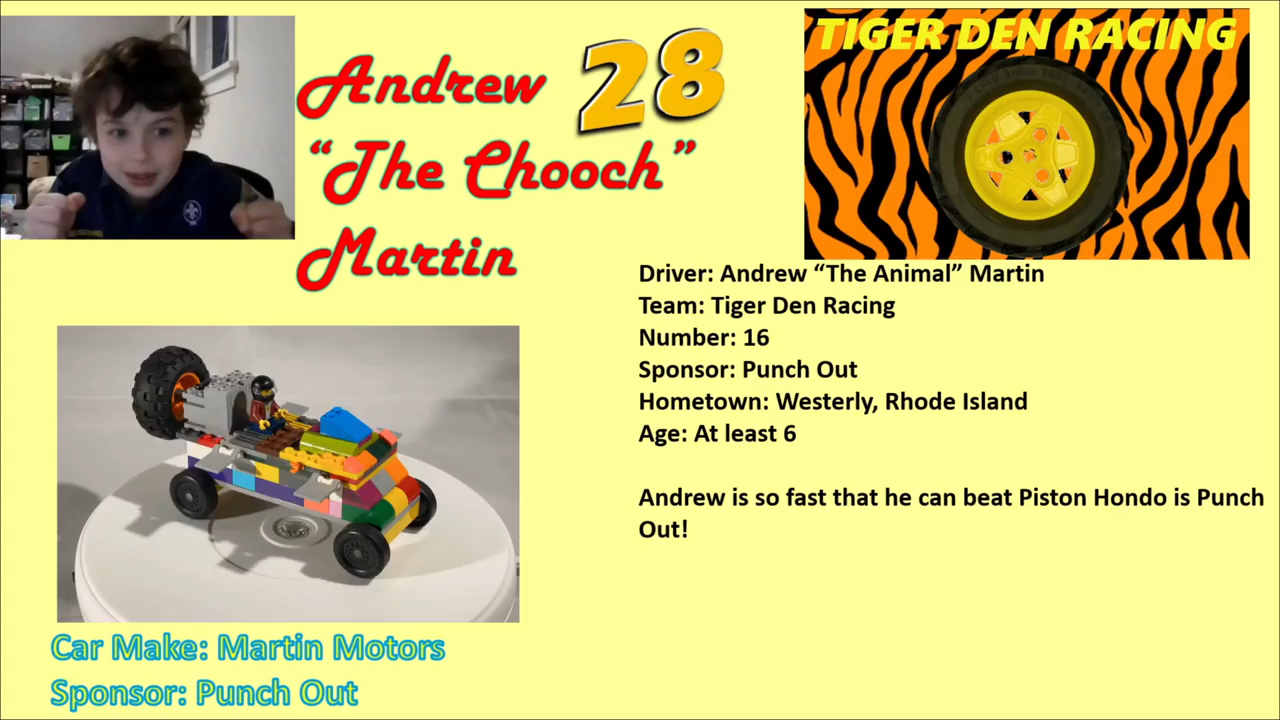 Andrew 28
“The Chooch”
Martin
TIGER DEN RACING
Driver: Andrew “The Animal” Martin
Team: Tiger Den Racing
Number: 16
Sponsor: Punch Out
Hometown: Westerly, Rhode Island
Age: At least 6
Andrew is so fast that he can beat Piston Hondo is Punch
Out!
Car Make: Martin Motors
Sponsor: Punch Out